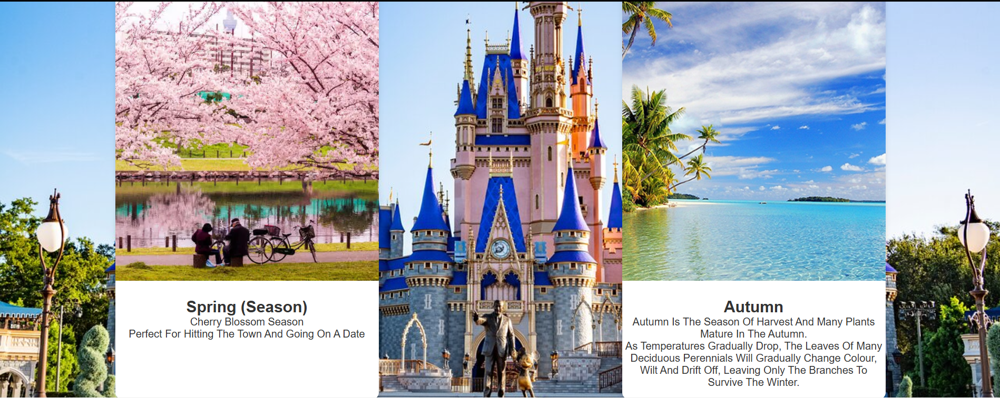 Spring (Season)
Cherry Blossom Season
Perfect For Hitting The Town And Going On A Date
Autumn
Autumn Is The Season Of Harvest And Many Plants
Mature In The Autumn.
As Temperatures Gradually Drop, The Leaves Of Many
Deciduous Perennials Will Gradually Change Colour,
Wilt And Drift Off, Leaving Only The Branches To
Survive The Winter.